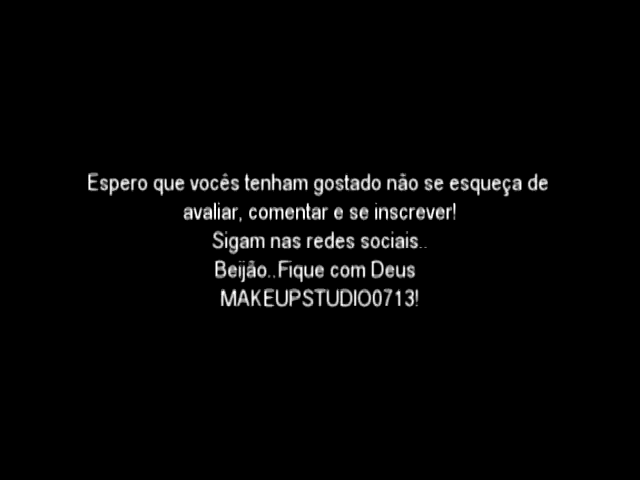 Espero que vocês tenham gostado não se esqueça de
avaliar, comentar e se inscrever!
Sigam nas redes sociais..
Beijão..Fique com Deus
MAKEUPSTUDIO0713!